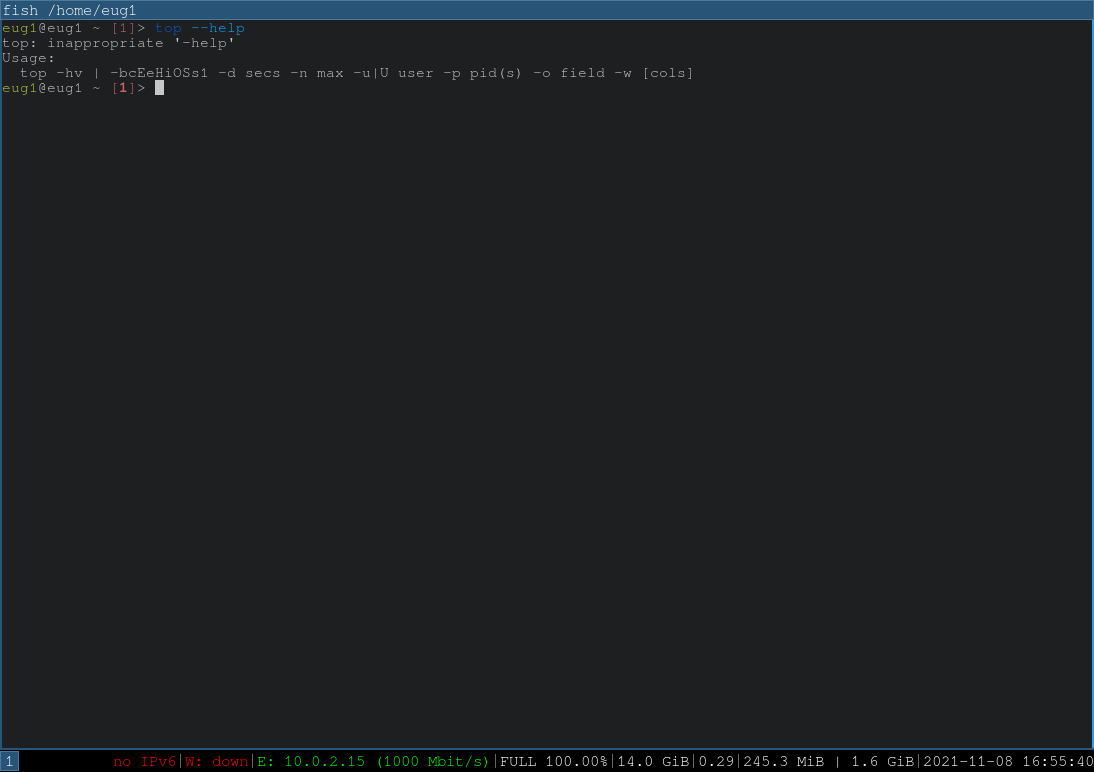 fish /home/eug1
eug1@eug1 ~ [1]> top --help
top: inappropriate '-help'
Usage:
  top -hv | -bcEeHiOSs1 -d secs -n max -u|U user -p pid(s) -o field -w [cols]
eug1@eug1 ~ [1]>
1 no IPv6|W: down|E: 10.0.2.15 (1000 Mbit/s)|FULL 100.00%|14.0 GiB|0.29|245.3 MiB | 1.6 GiB|2021-11-08 16:55:40